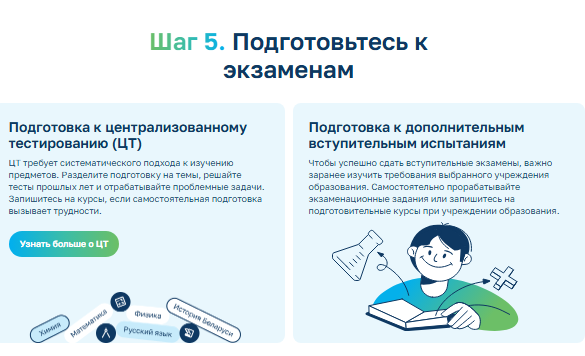 Шаг 5. Подготовьтесь к
экзаменам
Подготовка к централизованному
тестированию (ЦТ)
ЦТ требует систематического подхода к изучению
предметов. Разделите подготовку на темы, решайте
тесты прошлых лет и отрабатывайте проблемные задачи.
Запишитесь на курсы, если самостоятельная подготовка
вызывает трудности.
Узнать больше о ЦТ
Химия
Математика
Физика
История Беларуси
Русский язык
Подготовка к дополнительным
вступительным испытаниям
Чтобы успешно сдать вступительные экзамены, важно
заранее изучить требования выбранного учреждения
образования. Самостоятельно прорабатывайте
экзаменационные задания или запишитесь на
подготовительные курсы при учреждении образования.